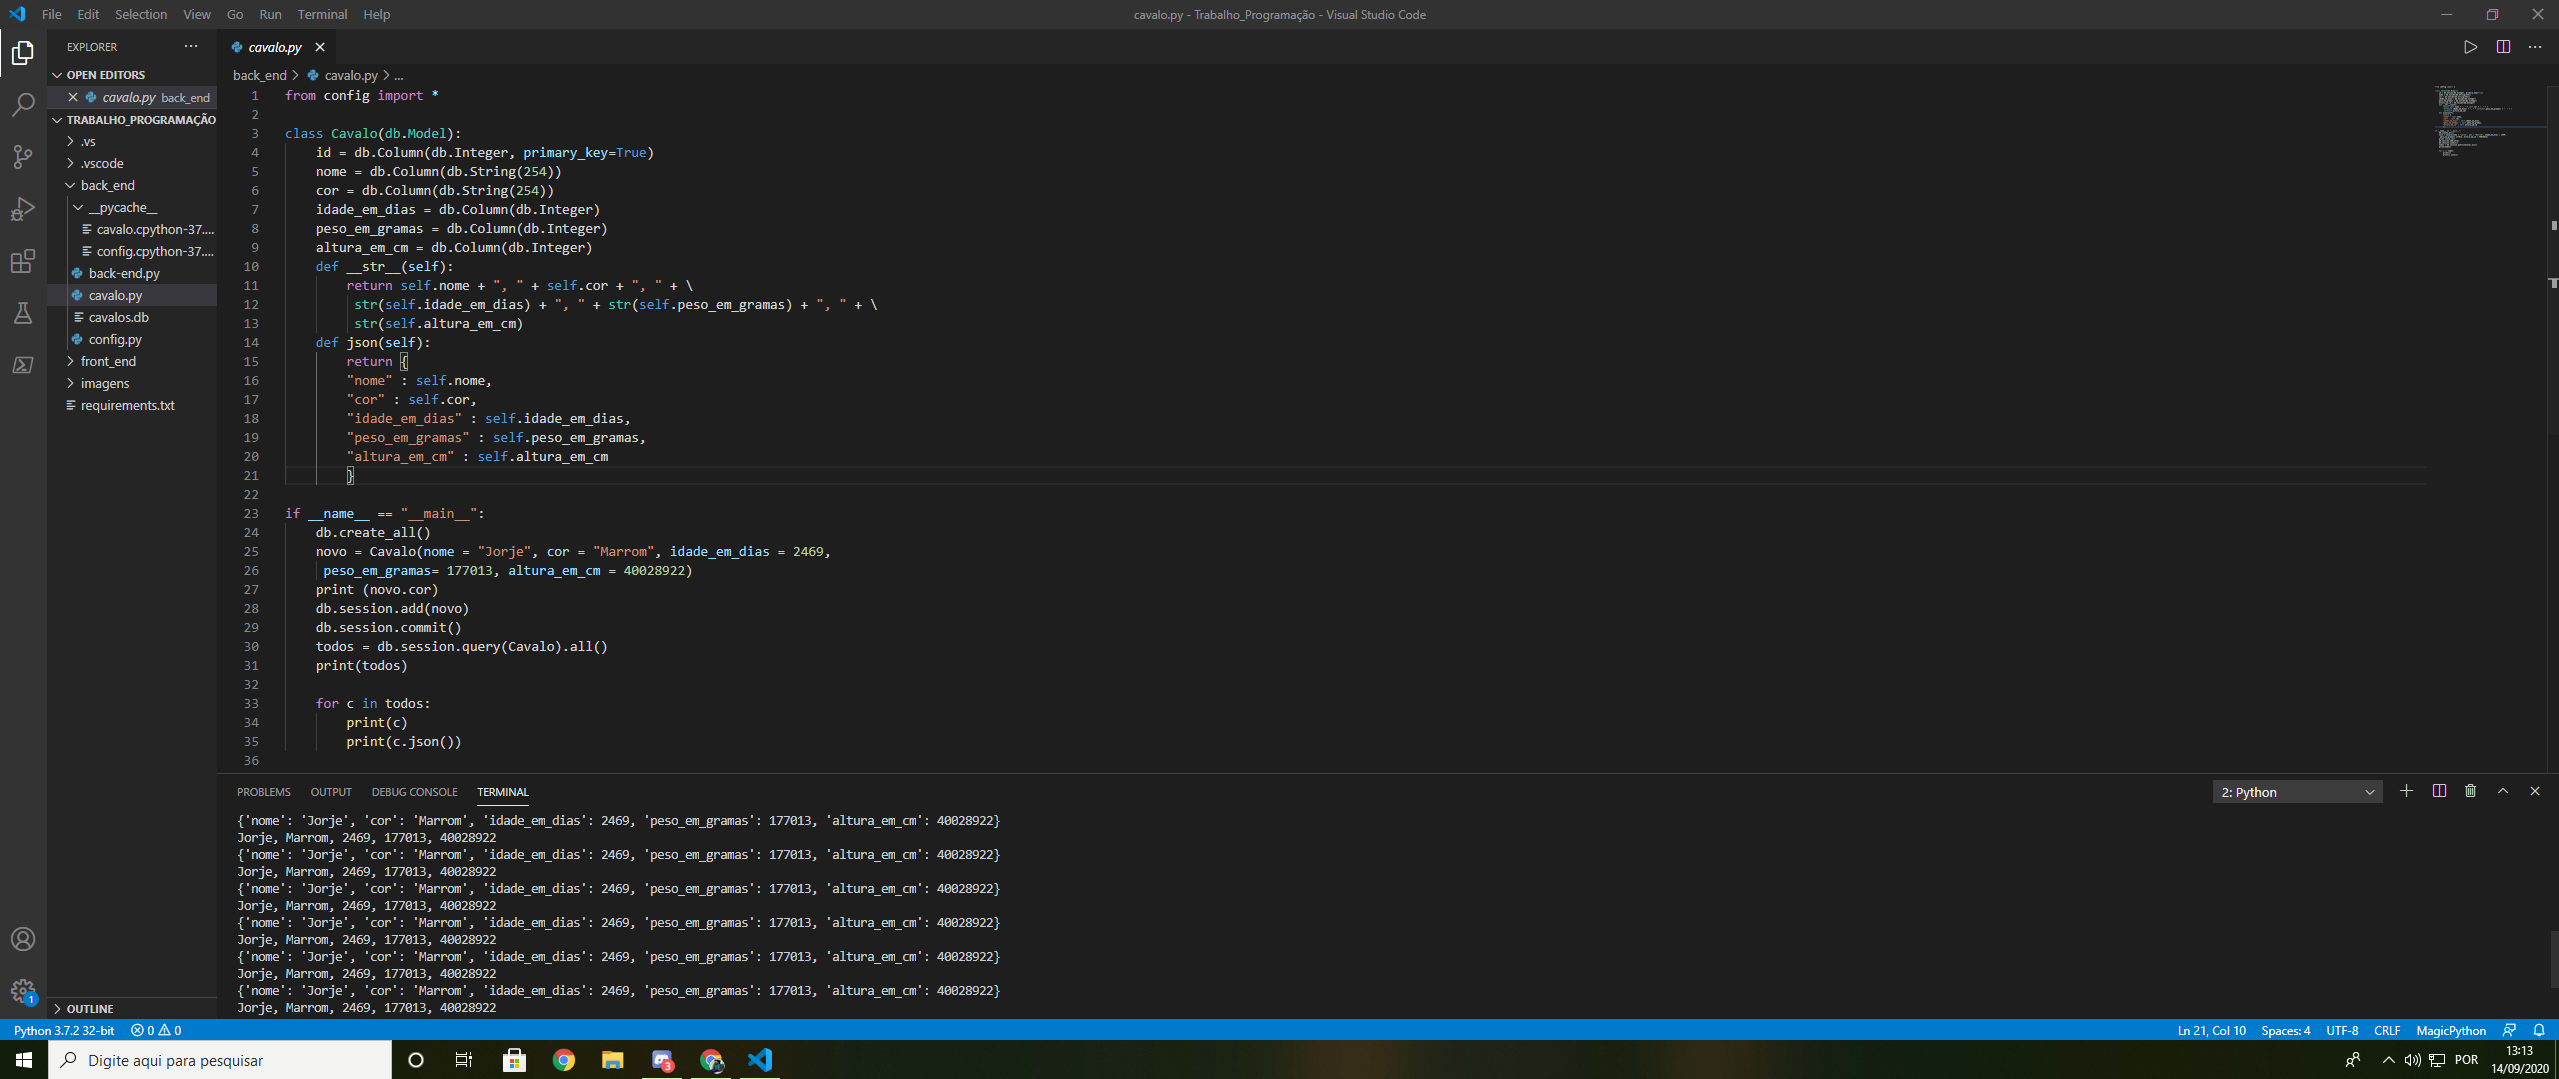 File Edit Selection View Go Run Terminal Help
cavalo.py - Trabalho_Programação - Visual Studio Code
EXPLORER
OPEN EDITORS
cavalo.py back_end
TRABALHO_PROGRAMAÇÃO
.vs
.vscode
back_end
__pycache__
cavalo.cpython-37....
config.cpython-37....
back-end.py
cavalo.py
cavalos.db
config.py
front_end
imagens
requirements.txt
OUTLINE
cavalo.py
back_end > cavalo.py > ...
1 from config import *
2
3 class Cavalo(db.Model):
4     id = db.Column(db.Integer, primary_key=True)
5     nome = db.Column(db.String(254))
6     cor = db.Column(db.String(254))
7     idade_em_dias = db.Column(db.Integer)
8     peso_em_gramas = db.Column(db.Integer)
9     altura_em_cm = db.Column(db.Integer)
10     def __str__(self):
11         return self.nome + ", " + self.cor + ", " + \
12          str(self.idade_em_dias) + ", " + str(self.peso_em_gramas) + ", " + \
13          str(self.altura_em_cm)
14     def json(self):
15         return {
16         "nome" : self.nome,
17         "cor" : self.cor,
18         "idade_em_dias" : self.idade_em_dias,
19         "peso_em_gramas" : self.peso_em_gramas,
20         "altura_em_cm" : self.altura_em_cm
21         }
22
23 if __name__ == "__main__":
24     db.create_all()
25     novo = Cavalo(nome = "Jorje", cor = "Marrom", idade_em_dias = 2469,
26      peso_em_gramas= 177013, altura_em_cm = 40028922)
27     print (novo.cor)
28     db.session.add(novo)
29     db.session.commit()
30     todos = db.session.query(Cavalo).all()
31     print(todos)
32
33     for c in todos:
34         print(c)
35         print(c.json())
36
PROBLEMS OUTPUT DEBUG CONSOLE TERMINAL
2: Python
{'nome': 'Jorje', 'cor': 'Marrom', 'idade_em_dias': 2469, 'peso_em_gramas': 177013, 'altura_em_cm': 40028922}
Jorje, Marrom, 2469, 177013, 40028922
{'nome': 'Jorje', 'cor': 'Marrom', 'idade_em_dias': 2469, 'peso_em_gramas': 177013, 'altura_em_cm': 40028922}
Jorje, Marrom, 2469, 177013, 40028922
{'nome': 'Jorje', 'cor': 'Marrom', 'idade_em_dias': 2469, 'peso_em_gramas': 177013, 'altura_em_cm': 40028922}
Jorje, Marrom, 2469, 177013, 40028922
{'nome': 'Jorje', 'cor': 'Marrom', 'idade_em_dias': 2469, 'peso_em_gramas': 177013, 'altura_em_cm': 40028922}
Jorje, Marrom, 2469, 177013, 40028922
{'nome': 'Jorje', 'cor': 'Marrom', 'idade_em_dias': 2469, 'peso_em_gramas': 177013, 'altura_em_cm': 40028922}
Jorje, Marrom, 2469, 177013, 40028922
{'nome': 'Jorje', 'cor': 'Marrom', 'idade_em_dias': 2469, 'peso_em_gramas': 177013, 'altura_em_cm': 40028922}
Jorje, Marrom, 2469, 177013, 40028922
1
Python 3.7.2 32-bit 0 0
Ln 21, Col 10 Spaces: 4 UTF-8 CRLF MagicPython
Digite aqui para pesquisar
3
POR
13:13
14/09/2020